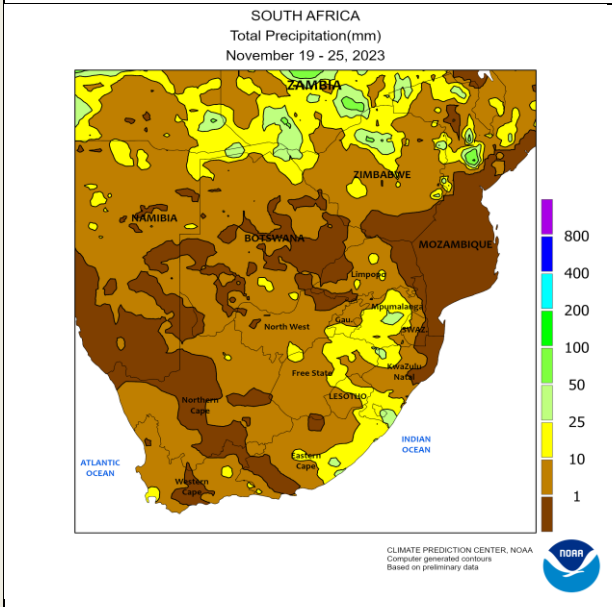 SOUTH AFRICA
Total Precipitation(mm)
November 19 - 25, 2023
ZAMBIA
ZIMBABWE
NAMIBIA
BOTSWANA
MOZAMBIQUE
Limpopo
Mpumalanga
Gau.
North West
SWAZ.
Free State
KwaZulu
Natal
LESOTHO
Northern
Cape
Eastern
Cape
Western
Cape
ATLANTIC
OCEAN
INDIAN
OCEAN
800
400
200
100
50
25
10
1
CLIMATE PREDICTION CENTER, NOAA
Computer generated contours
Based on preliminary data
NOAA